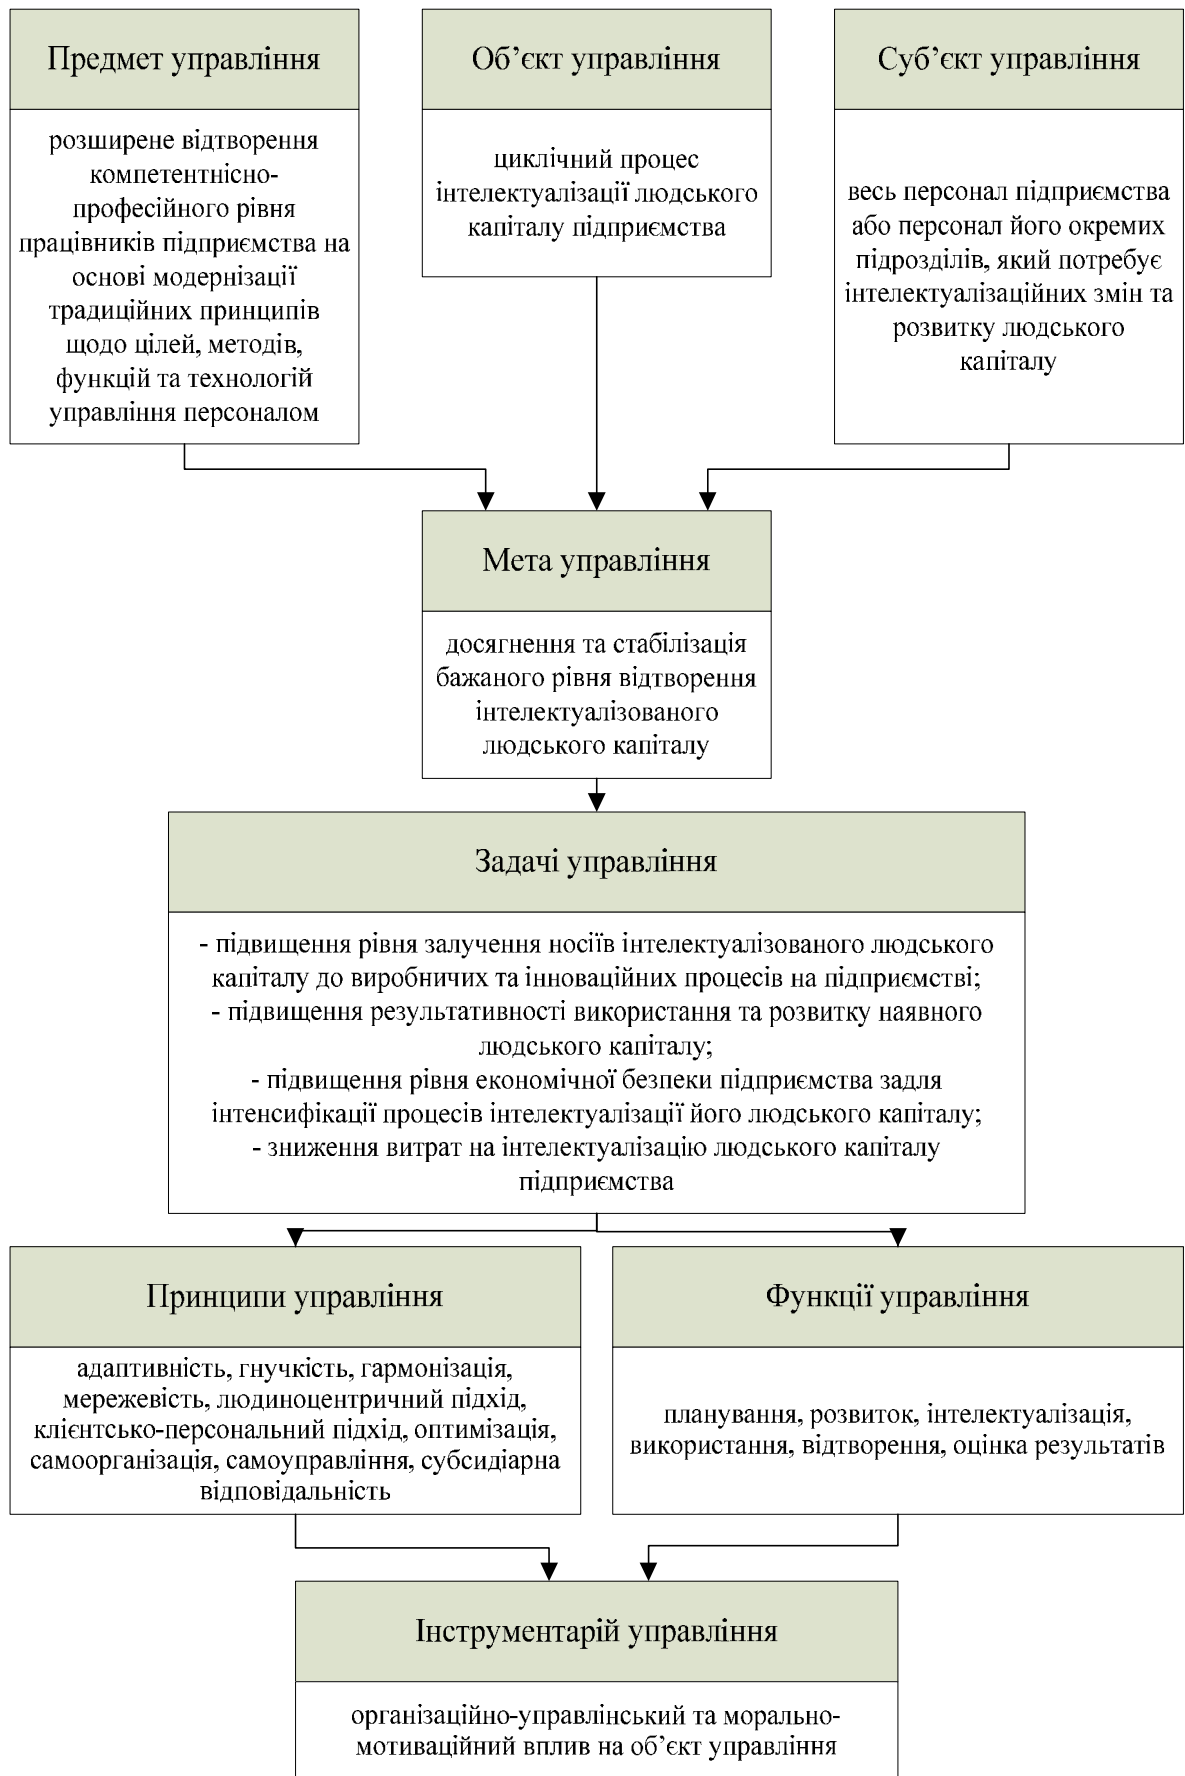 Предмет управління
розширене відтворення
компетентнісно-
професійного рівня
працівників підприємства на
основі модернізації
традиційних принципів
щодо цілей, методів,
функцій та технологій
управління персоналом
Об’єкт управління
циклічний процес
інтелектуалізації людського
капіталу підприємства
Суб’єкт управління
весь персонал підприємства
або персонал його окремих
підрозділів, який потребує
інтелектуалізаційних змін та
розвитку людського
капіталу
Мета управління
досягнення та стабілізація
бажаного рівня відтворення
інтелектуалізованого
людського капіталу
Задачі управління
- підвищення рівня залучення носіїв інтелектуалізованого людського
капіталу до виробничих та інноваційних процесів на підприємстві;
- підвищення результативності використання та розвитку наявного
людського капіталу;
- підвищення рівня економічної безпеки підприємства задля
інтенсифікації процесів інтелектуалізації його людського капіталу;
- зниження витрат на інтелектуалізацію людського капіталу
підприємства
Принципи управління
адаптивність, гнучкість, гармонізація,
мережевість, людиноцентричний підхід,
клієнтсько-персональний підхід, оптимізація,
самоорганізація, самоуправління, субсидіарна
відповідальність
Функції управління
планування, розвиток, інтелектуалізація,
використання, відтворення, оцінка результатів
Інструментарій управління
організаційно-управлінський та морально-
мотиваційний вплив на об’єкт управління